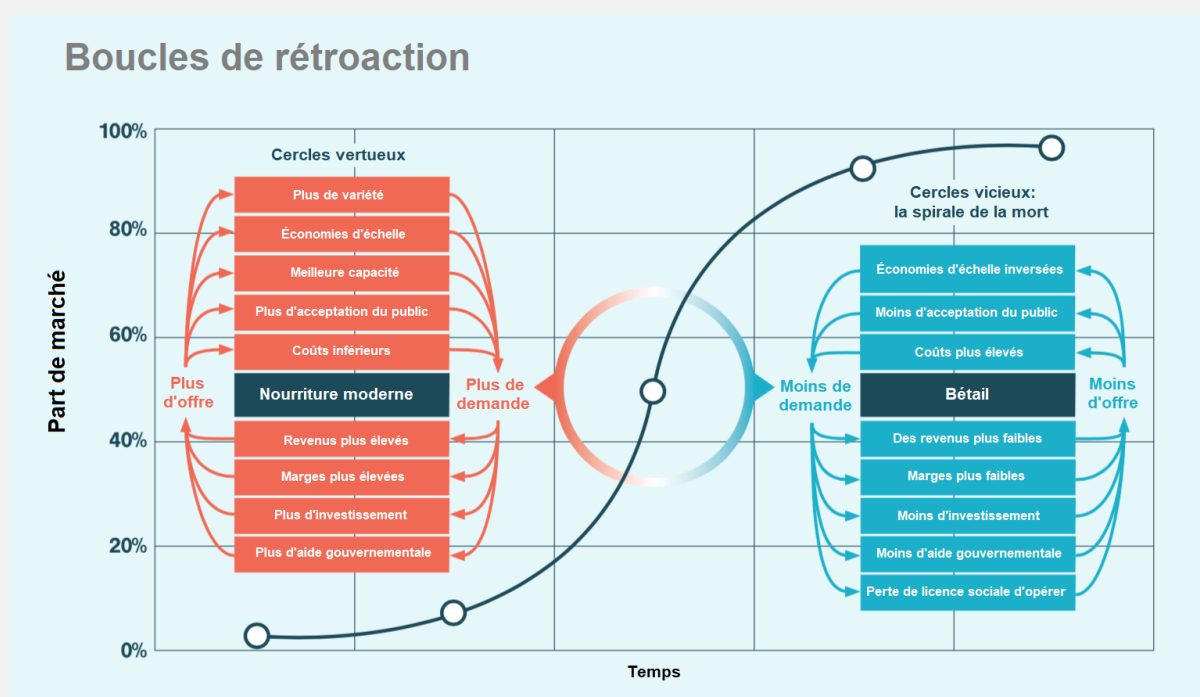 Boucles de rétroaction
Part de marché
100%
80%
60%
40%
20%
0%
Cercles vertueux
Plus de variété
Économies d'échelle
Meilleure capacité
Plus d'acceptation du public
Coûts inférieurs
Plus
d'offre
Nourriture moderne
Plus de
demande
Revenus plus élevés
Marges plus élevées
Plus d'investissement
Plus d'aide gouvernementale
Cercles vicieux:
la spirale de la mort
Économies d'échelle inversées
Moins d'acceptation du public
Coûts plus élevés
Moins de
demande
Bétail
Moins
d'offre
Des revenus plus faibles
Marges plus faibles
Moins d'investissement
Moins d'aide gouvernementale
Perte de licence sociale d'opérer
Temps